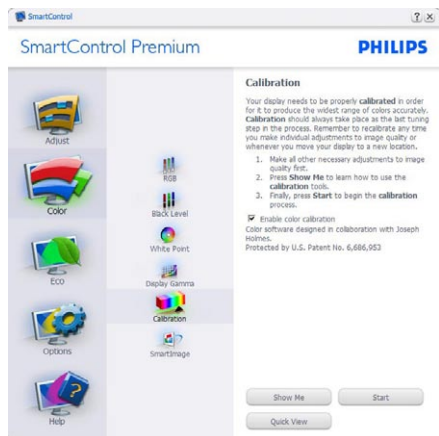 SmartControl
SmartControl Premium
PHILIPS
Adjust
Color
Eco
Options
Help
RGB
Black Level
White Point
Display Gamma
Calibration
SmartImage
Calibration
Your display needs to be properly calibrated in order
for it to produce the widest range of colors accurately.
Calibration should always take place as the last tuning
step in the process. Remember to recalibrate any time
you make individual adjustments to image quality or
whenever you move your display to a new location.
1. Make all other necessary adjustments to image
quality first.
2. Press Show Me to learn how to use the
calibration tools.
3. Finally, press Start to begin the calibration
process.
Enable color calibration
Color software designed in collaboration with Joseph
Holmes.
Protected by U.S. Patent No. 6,686,953
Show Me
Start
Quick View